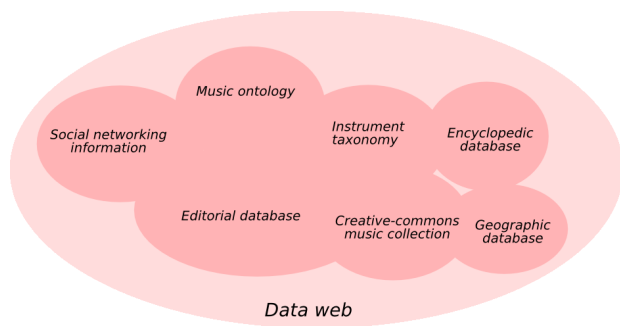 Music ontology
Social networking
information
Instrument
taxonomy
Encyclopedic
database
Editorial database
Creative-commons
music collection
Geographic
database
Data web